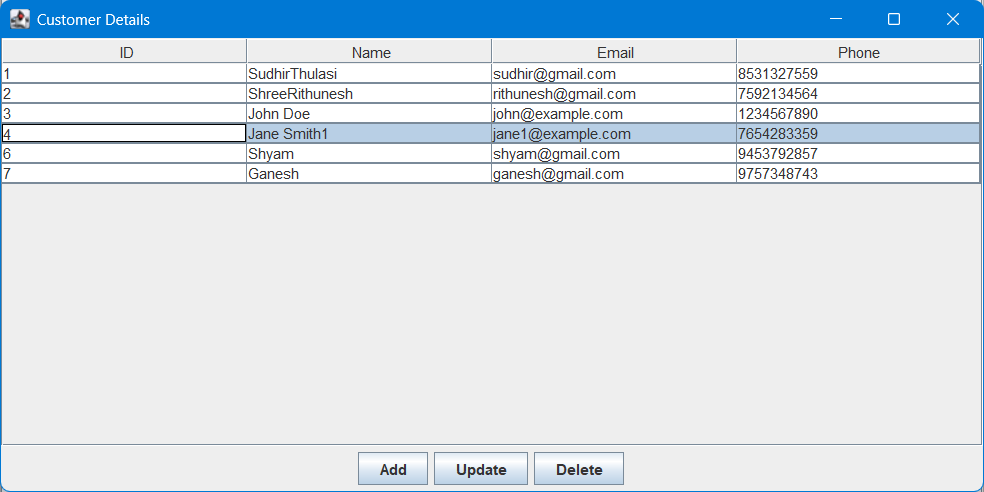 Customer Details
ID Name Email Phone
1 SudhirThulasi sudhir@gmail.com 8531327559
2 ShreeRithunesh rithunesh@gmail.com 7592134564
3 John Doe john@example.com 1234567890
4 Jane Smith1 jane1@example.com 7654283359
6 Shyam shyam@gmail.com 9453792857
7 Ganesh ganesh@gmail.com 9757348743
Add Update Delete